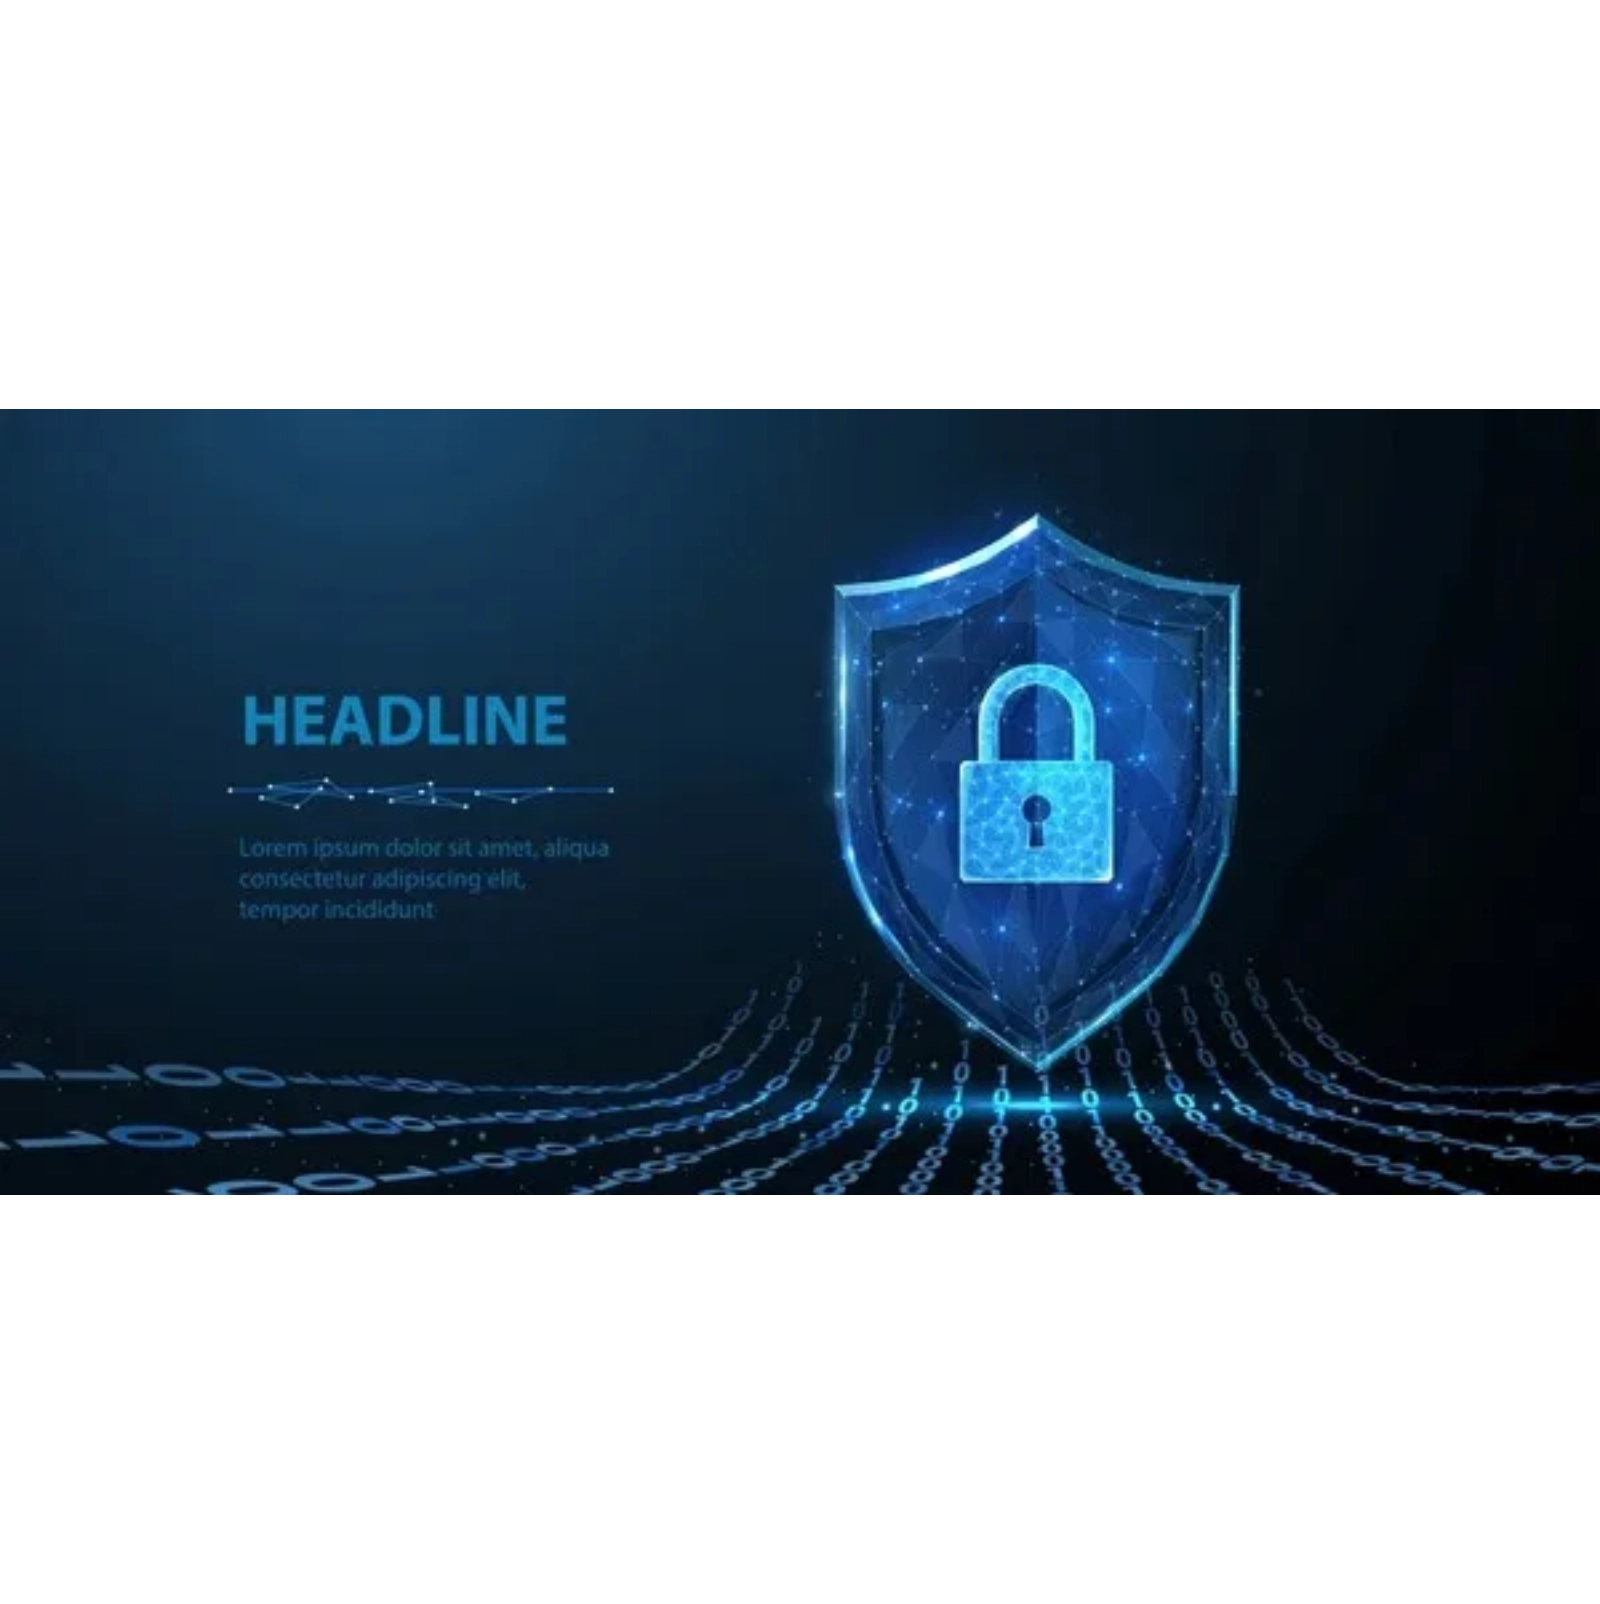 HEADLINE
Lorem ipsum dolor sit amet, aliqua
consectetur adipiscing elit,
tempor incididunt